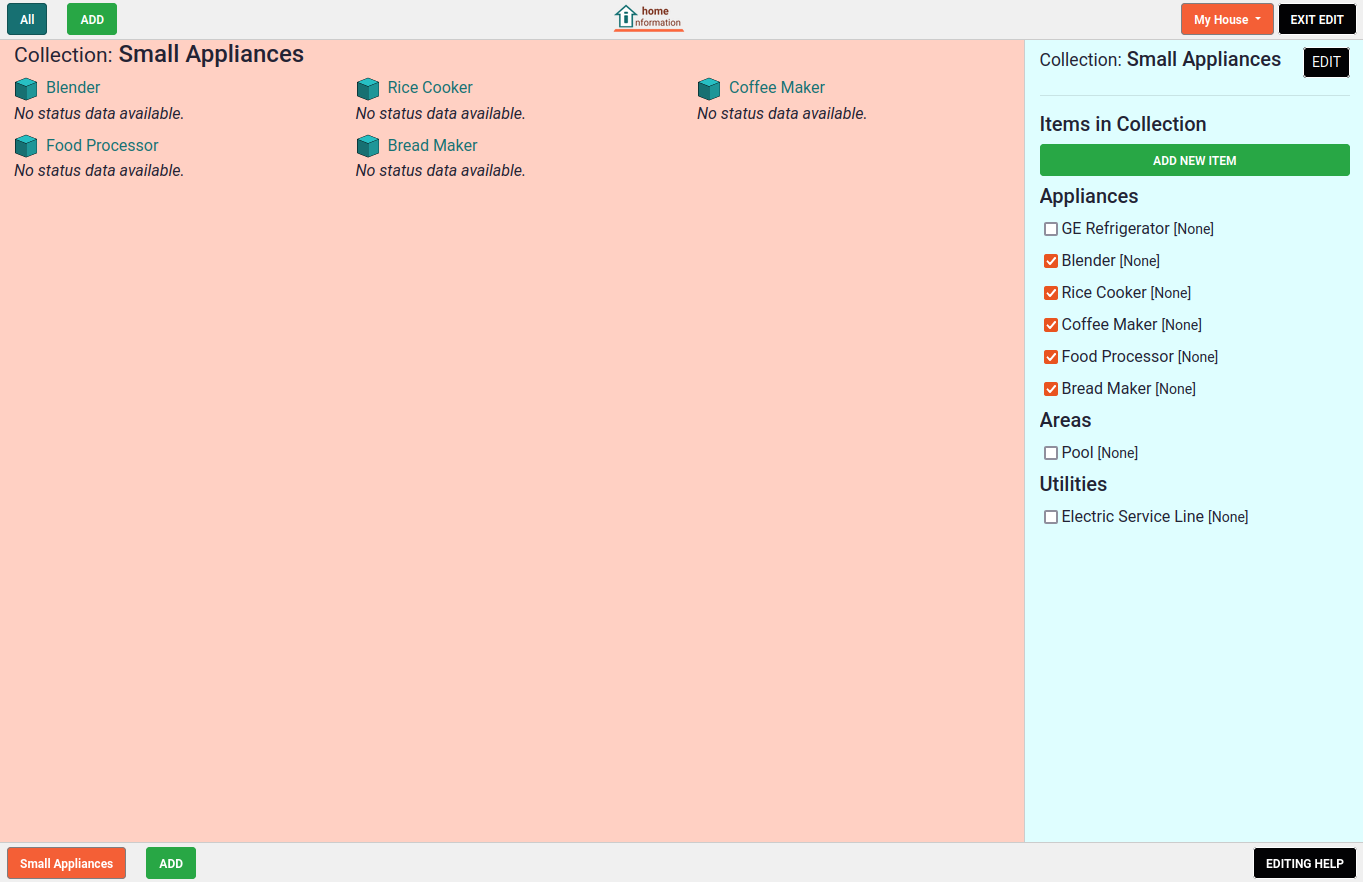 All
ADD
home
information
My House
EXIT EDIT
Collection: Small Appliances
Blender
No status data available.
Rice Cooker
No status data available.
Coffee Maker
No status data available.
Food Processor
No status data available.
Bread Maker
No status data available.
Collection: Small Appliances
EDIT
Items in Collection
ADD NEW ITEM
Appliances
GE Refrigerator [None]
Blender [None]
Rice Cooker [None]
Coffee Maker [None]
Food Processor [None]
Bread Maker [None]
Areas
Pool [None]
Utilities
Electric Service Line [None]
Small Appliances
ADD
EDITING HELP